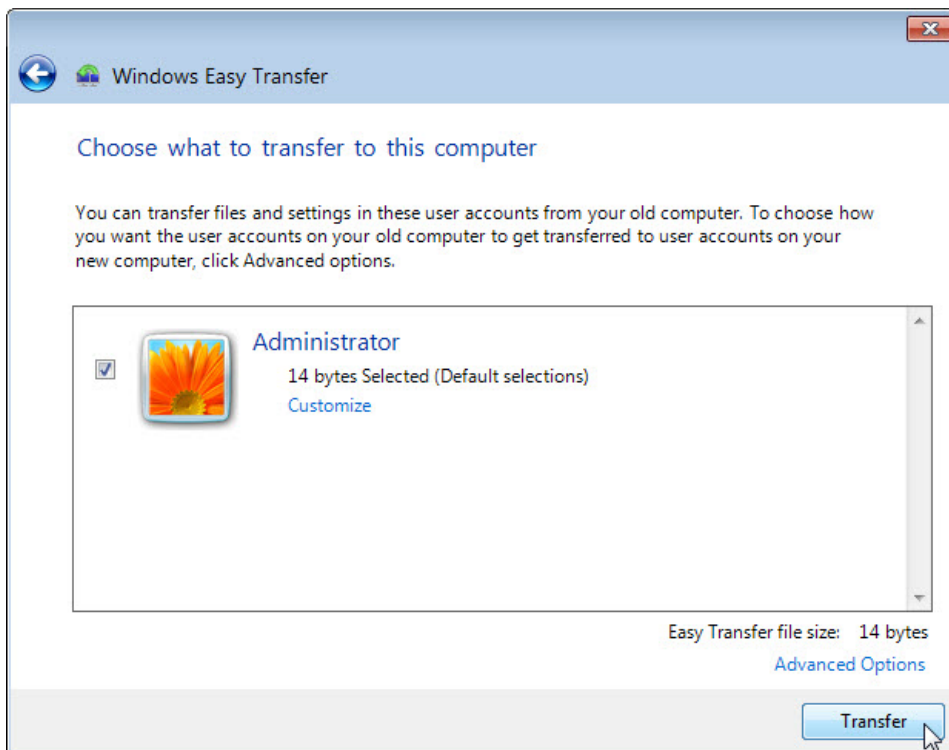 Windows Easy Transfer
Choose what to transfer to this computer
You can transfer files and settings in these user accounts from your old computer. To choose how
you want the user accounts on your old computer to get transferred to user accounts on your
new computer, click Advanced options.
Administrator
14 bytes Selected (Default selections)
Customize
Easy Transfer file size: 14 bytes
Advanced Options
Transfer